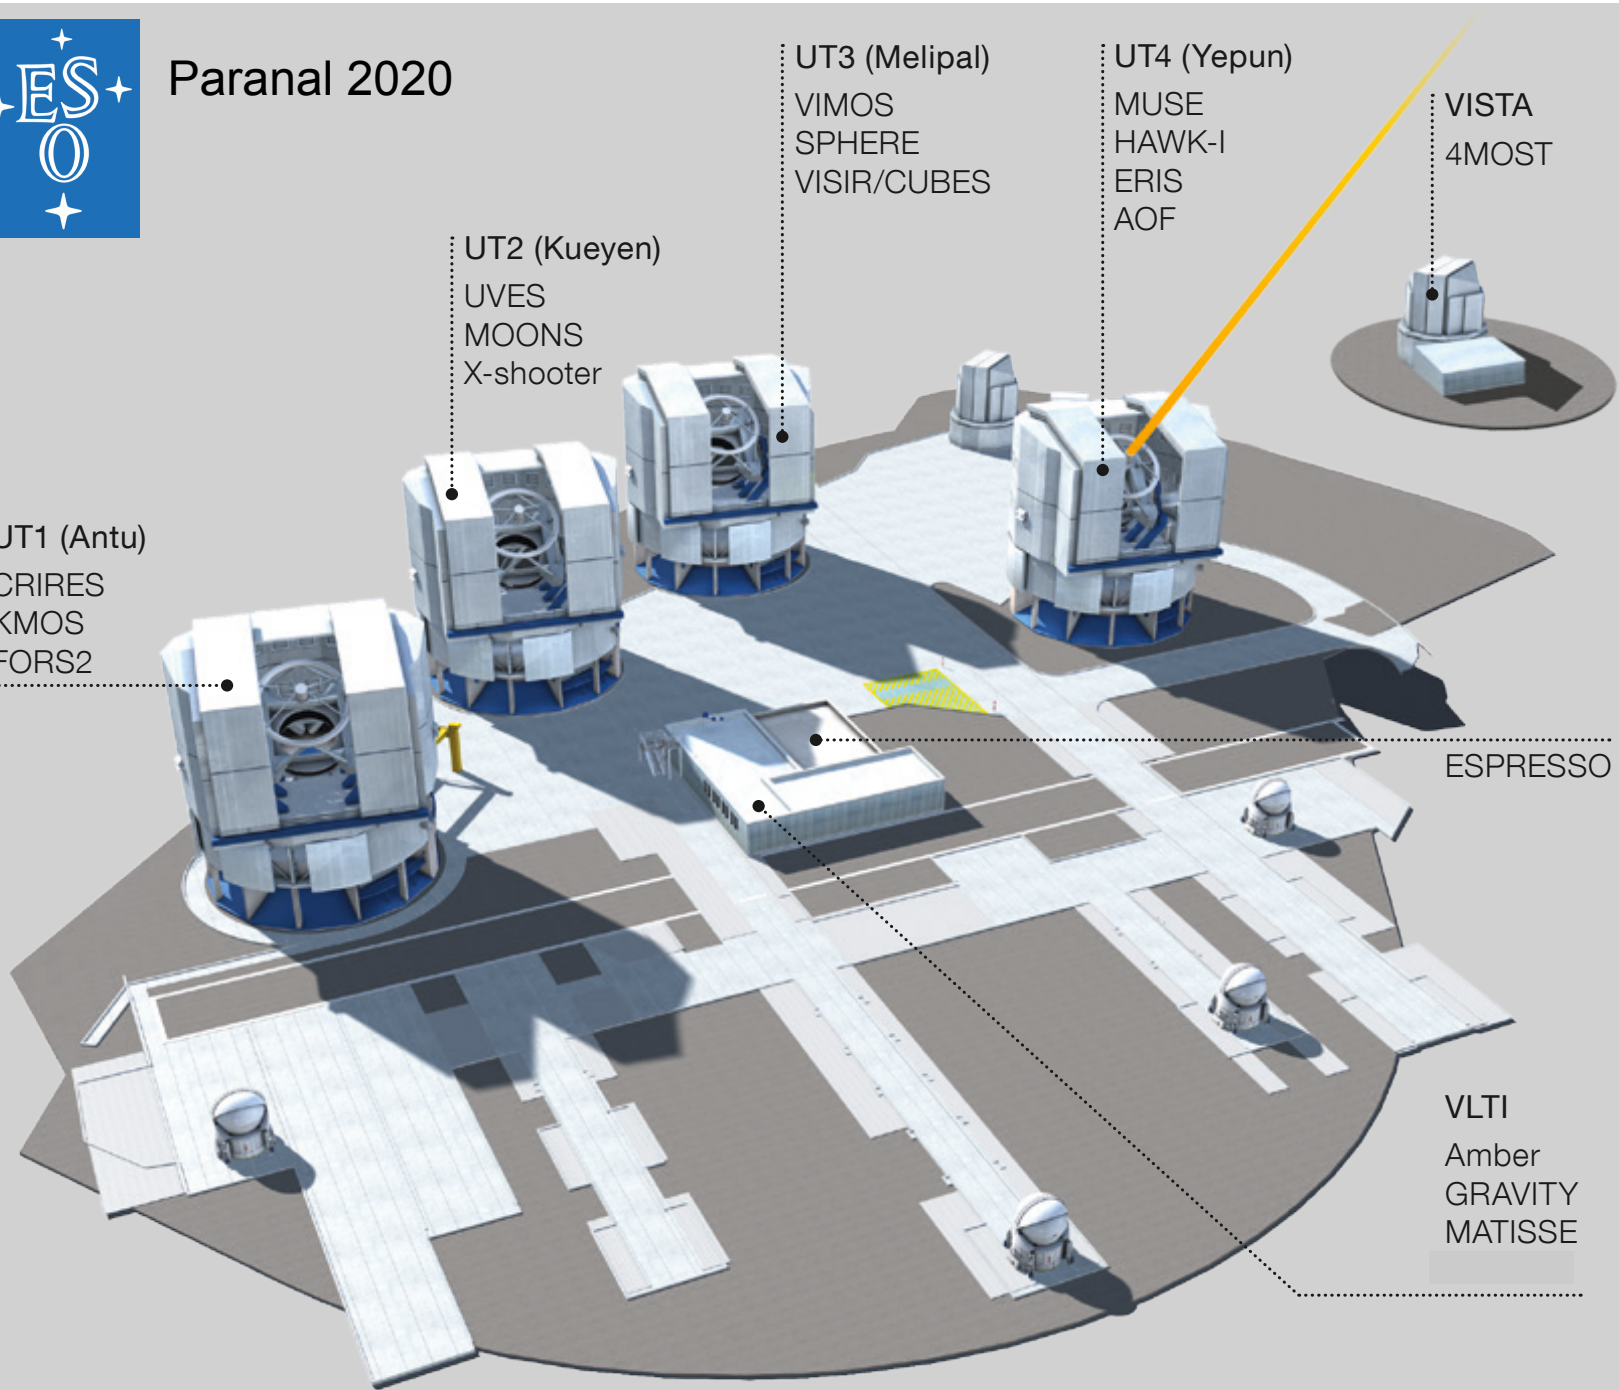 ESO
Paranal 2020
UT3 (Melipal)
VIMOS
SPHERE
VISIR/CUBES
UT4 (Yepun)
MUSE
HAWK-I
ERIS
AOF
VISTA
4MOST
UT2 (Kueyen)
UVES
MOONS
X-shooter
UT1 (Antu)
CRIRES
KMOS
FORS2
ESPRESSO
VLTI
Amber
GRAVITY
MATISSE